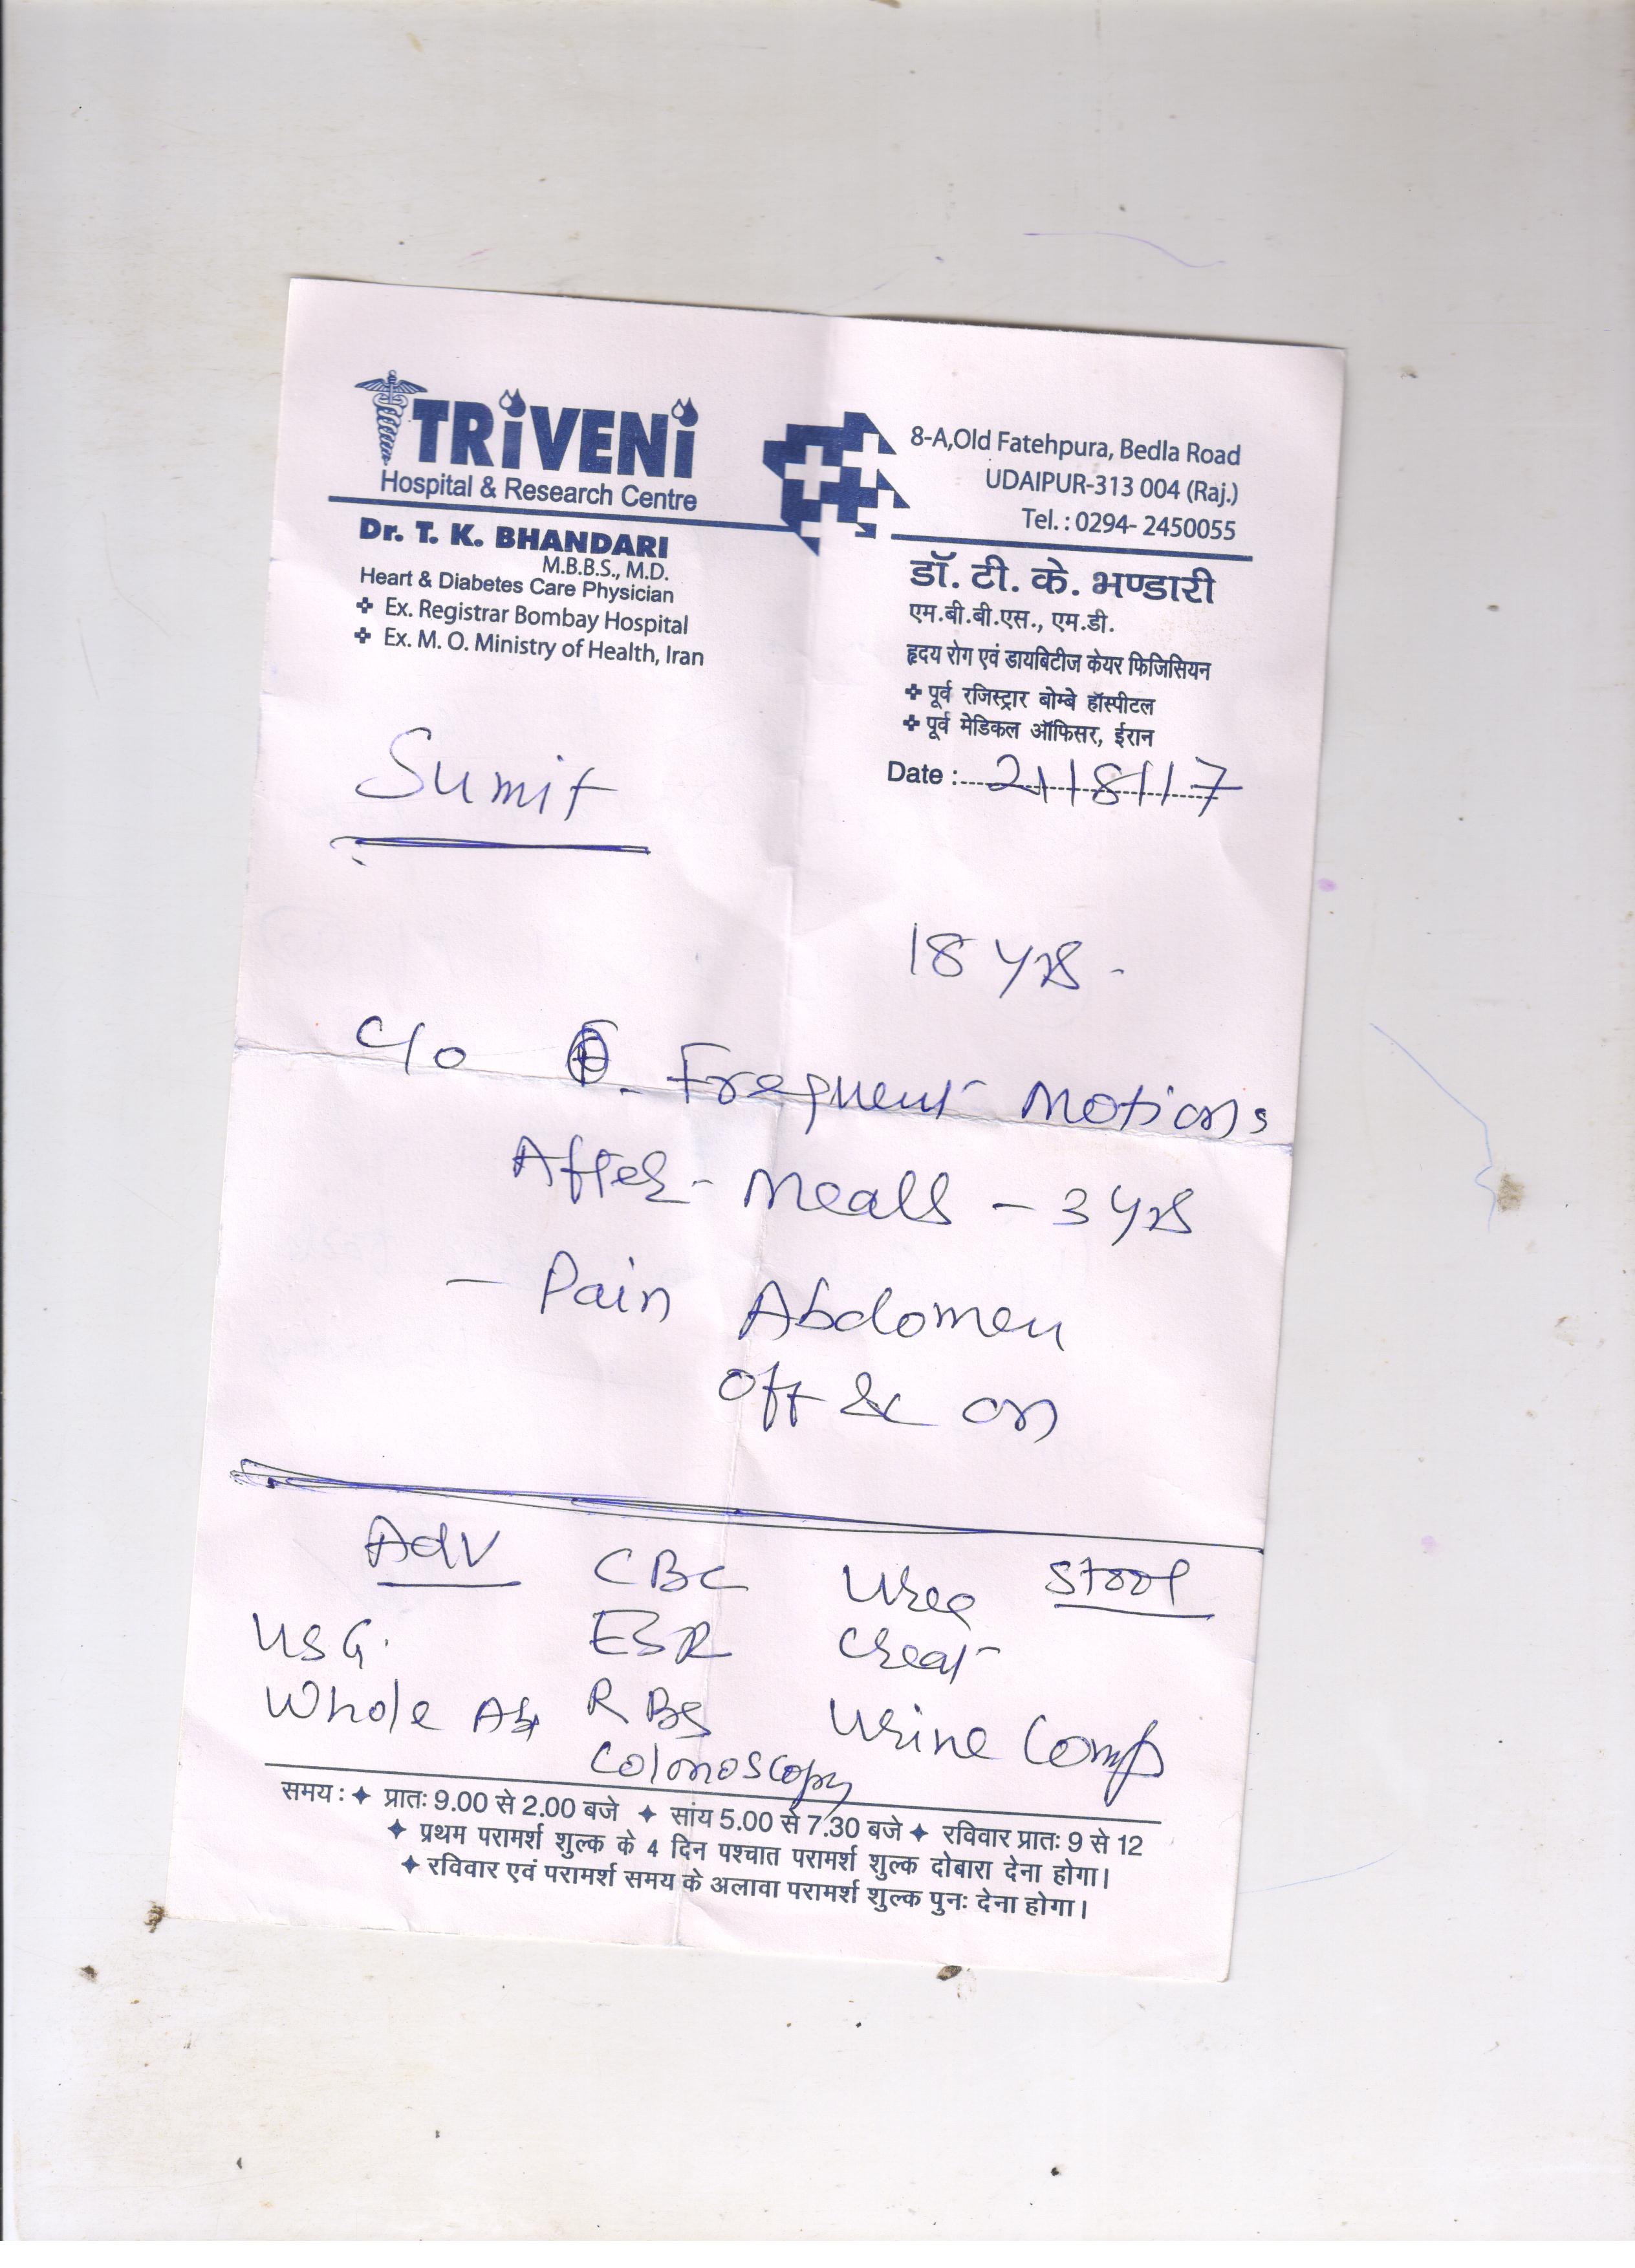 TRiVENi
Hospital & Research Centre
8-A,Old Fatehpura, Bedla Road
UDAIPUR-313 004 (Raj.)
Tel. : 0294- 2450055
Dr. T. K. BHANDARI
M.B.B.S., M.D.
Heart & Diabetes Care Physician
Ex. Registrar Bombay Hospital
Ex. M. O. Ministry of Health, Iran
डॉ. टी. के. भण्डारी
एम.बी.बी.एस., एम.डी.
हृदय रोग एवं डायबिटीज केयर फिजिसियन
पूर्व रजिस्ट्रार बोम्बे हॉस्पीटल
पूर्व मेडिकल ऑफिसर, ईरान
Date : 21/8/17
Sumit
18 yrs -
c/o - Frequent Motions
After - Meals - 3 yrs
- Pain Abdomen
off & on
Adv CBC Urea Stool
USG. ESR Creat
Whole Ab RBS Urine Comp
Colonoscopy
समय : प्रातः 9.00 से 2.00 बजे सांय 5.00 से 7.30 बजे रविवार प्रातः 9 से 12
प्रथम परामर्श शुल्क के 4 दिन पश्चात परामर्श शुल्क दोबारा देना होगा।
रविवार एवं परामर्श समय के अलावा परामर्श शुल्क पुनः देना होगा।